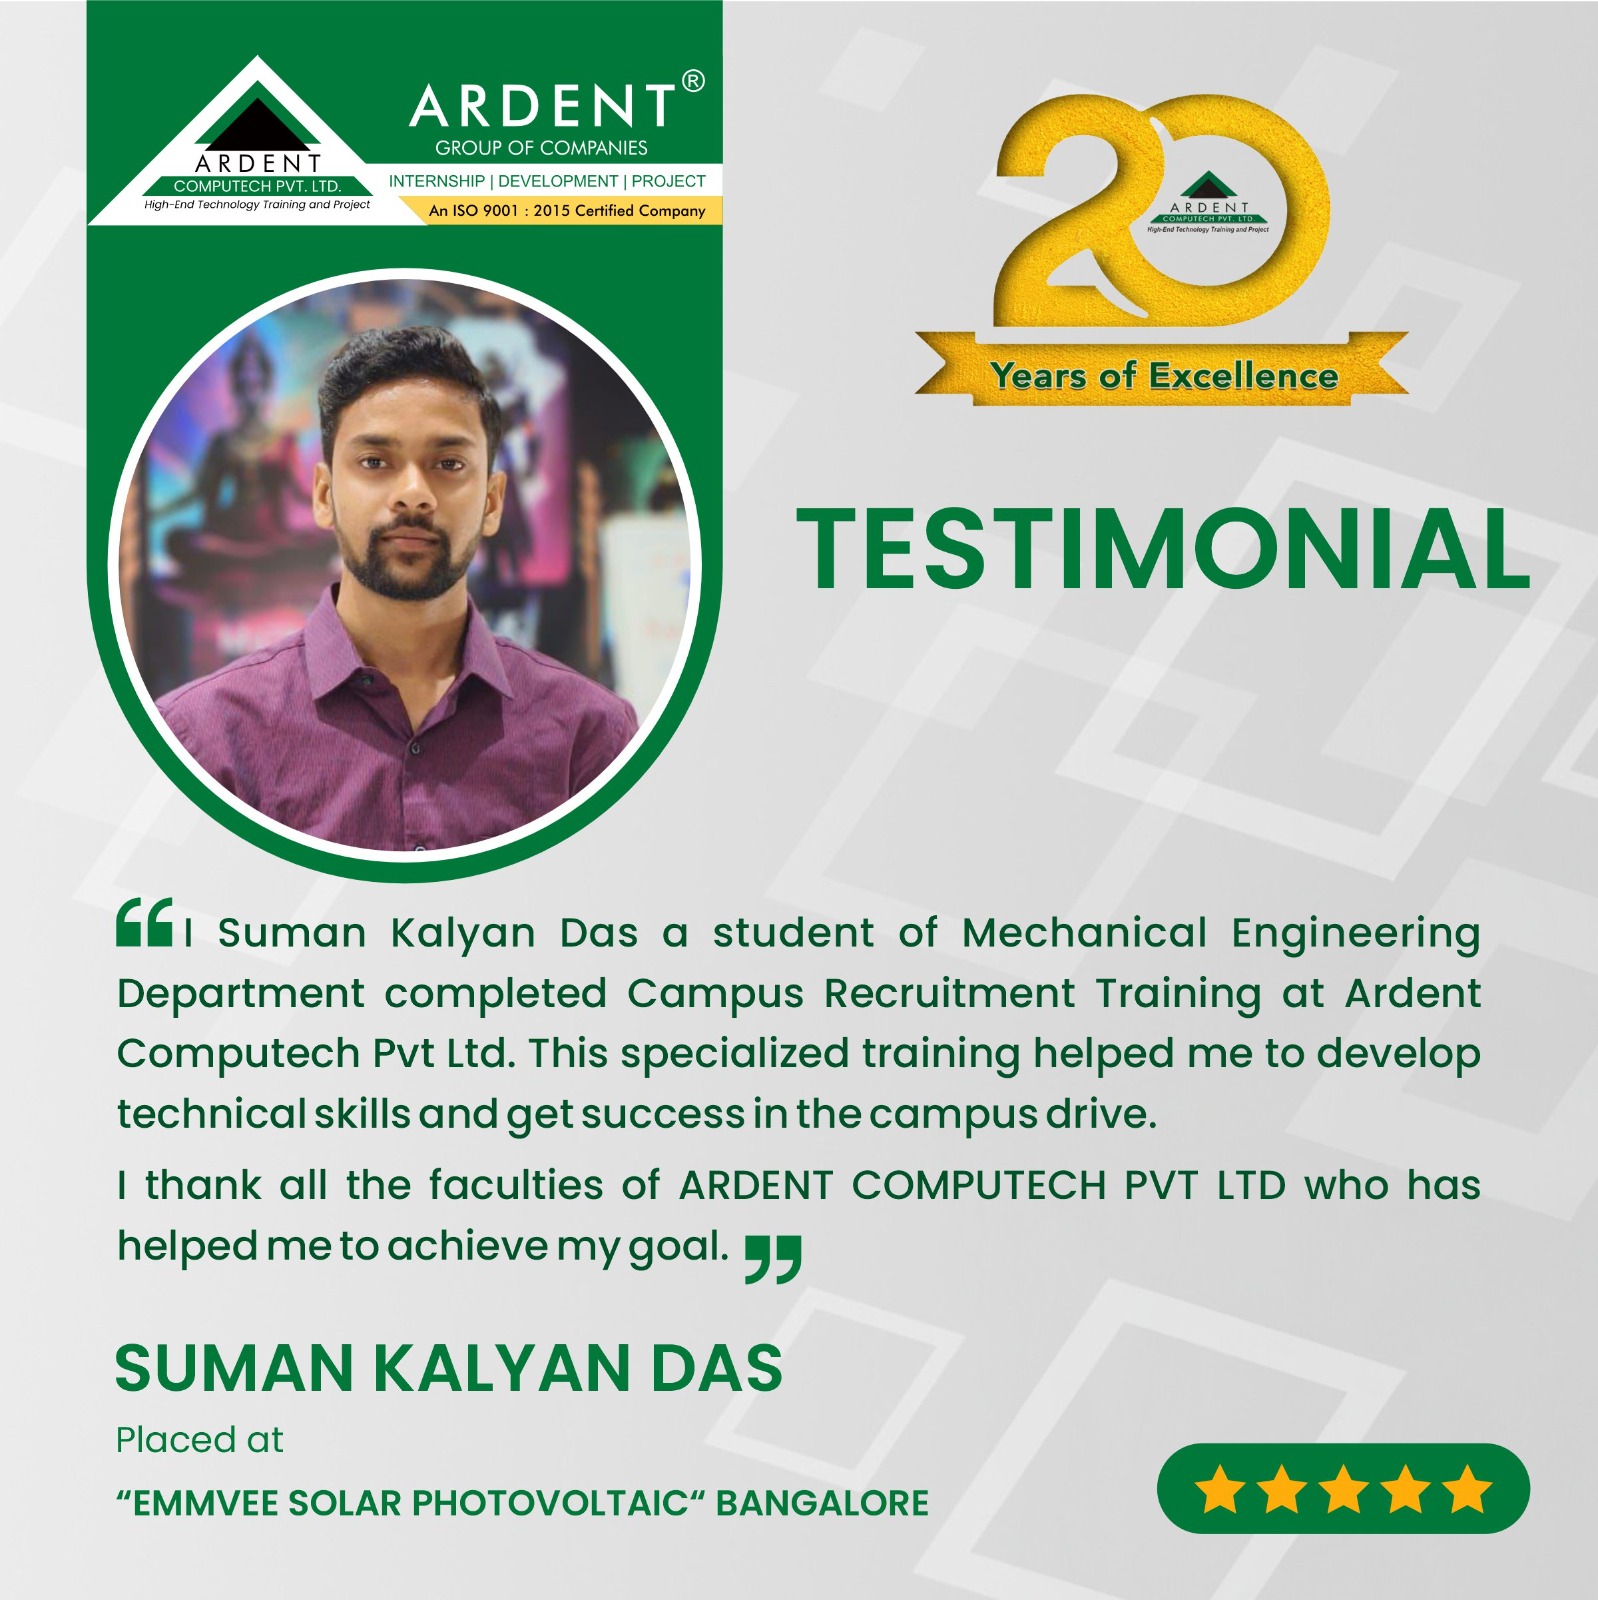 ARDENT
COMPUTECH PVT. LTD.
High-End Technology Training and Project
ARDENT®
GROUP OF COMPANIES
INTERNSHIP | DEVELOPMENT | PROJECT
An ISO 9001 : 2015 Certified Company
20
ARDENT
COMPUTECH PVT. LTD.
High-End Technology Training and Project
Years of Excellence
TESTIMONIAL
“I Suman Kalyan Das a student of Mechanical Engineering
Department completed Campus Recruitment Training at Ardent
Computech Pvt Ltd. This specialized training helped me to develop
technical skills and get success in the campus drive.
I thank all the faculties of ARDENT COMPUTECH PVT LTD who has
helped me to achieve my goal. ”
SUMAN KALYAN DAS
Placed at
“EMMVEE SOLAR PHOTOVOLTAIC“ BANGALORE